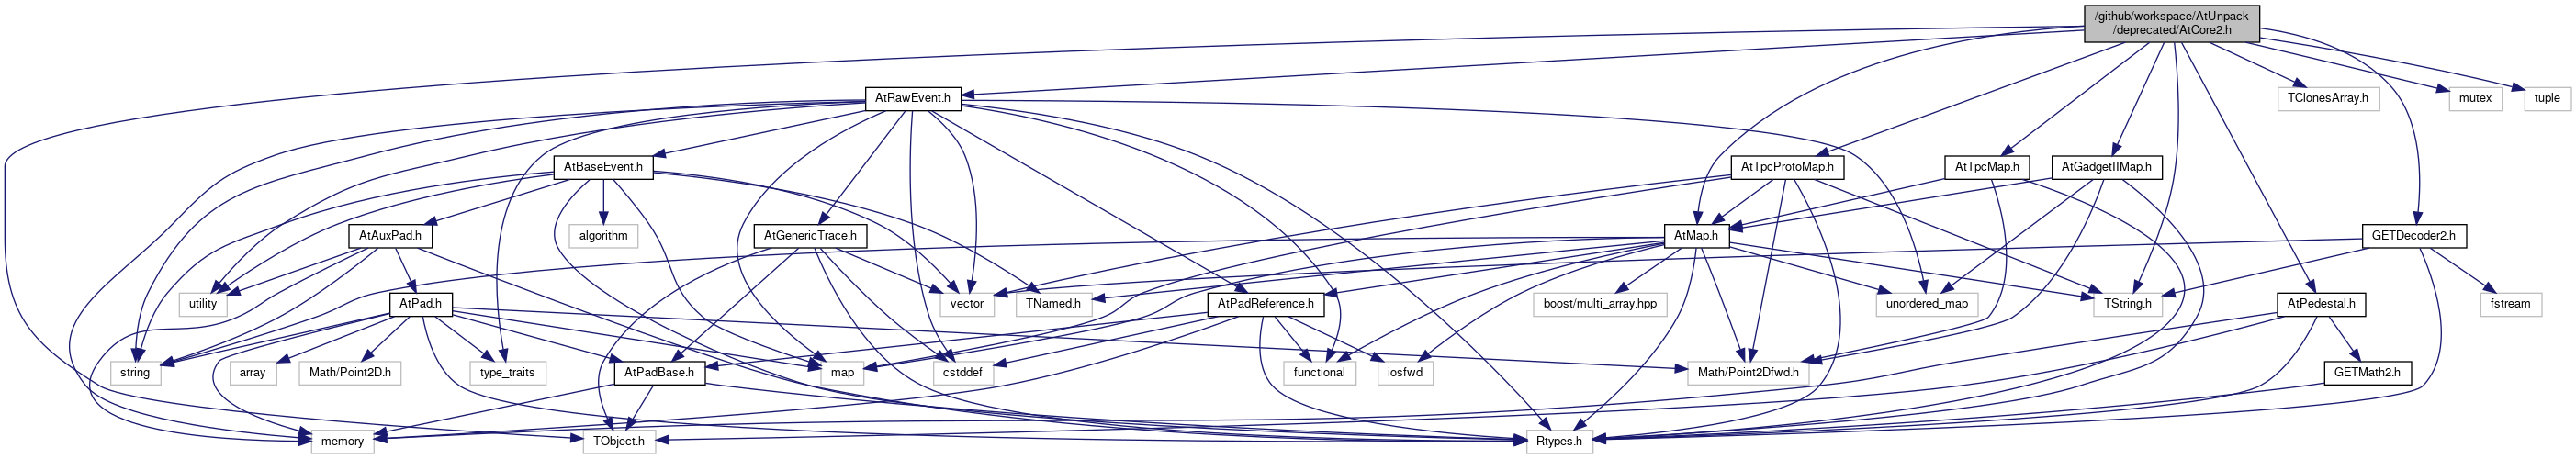 /github/workspace/AtUnpack
/deprecated/AtCore2.h
AtRawEvent.h
TClonesArray.h
mutex
tuple
AtBaseEvent.h
AtTpcProtoMap.h
AtTpcMap.h
AtGadgetIIMap.h
AtAuxPad.h
algorithm
AtGenericTrace.h
AtMap.h
GETDecoder2.h
utility
AtPad.h
vector
TNamed.h
AtPadReference.h
boost/multi_array.hpp
unordered_map
TString.h
AtPedestal.h
fstream
string
array
Math/Point2D.h
type_traits
AtPadBase.h
map
cstddef
functional
iosfwd
Math/Point2Dfwd.h
GETMath2.h
memory
TObject.h
Rtypes.h